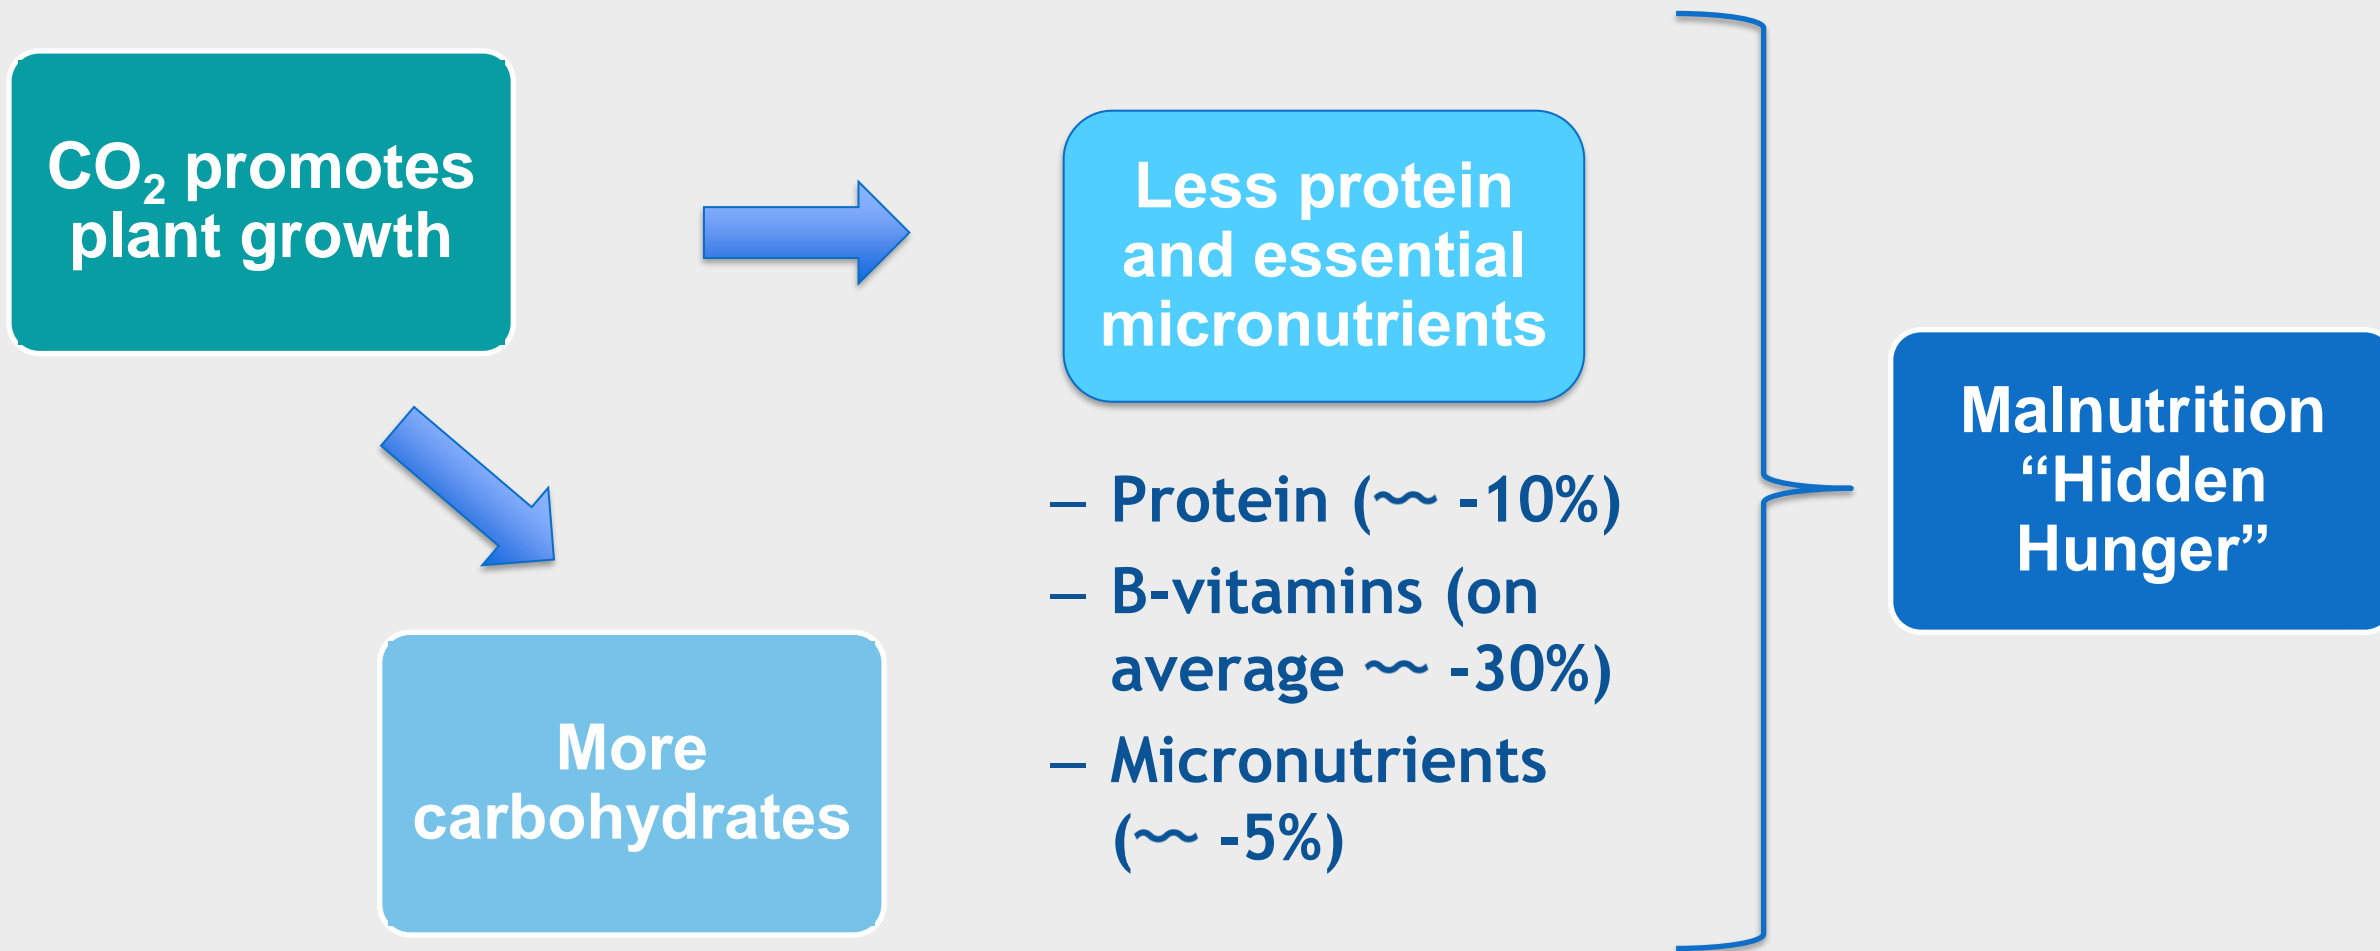 CO₂ promotes
plant growth
More
carbohydrates
Less protein
and essential
micronutrients
– Protein (~~ -10%)
– B-vitamins (on
average ~~ -30%)
– Micronutrients
(~~ -5%)
Malnutrition
“Hidden
Hunger”